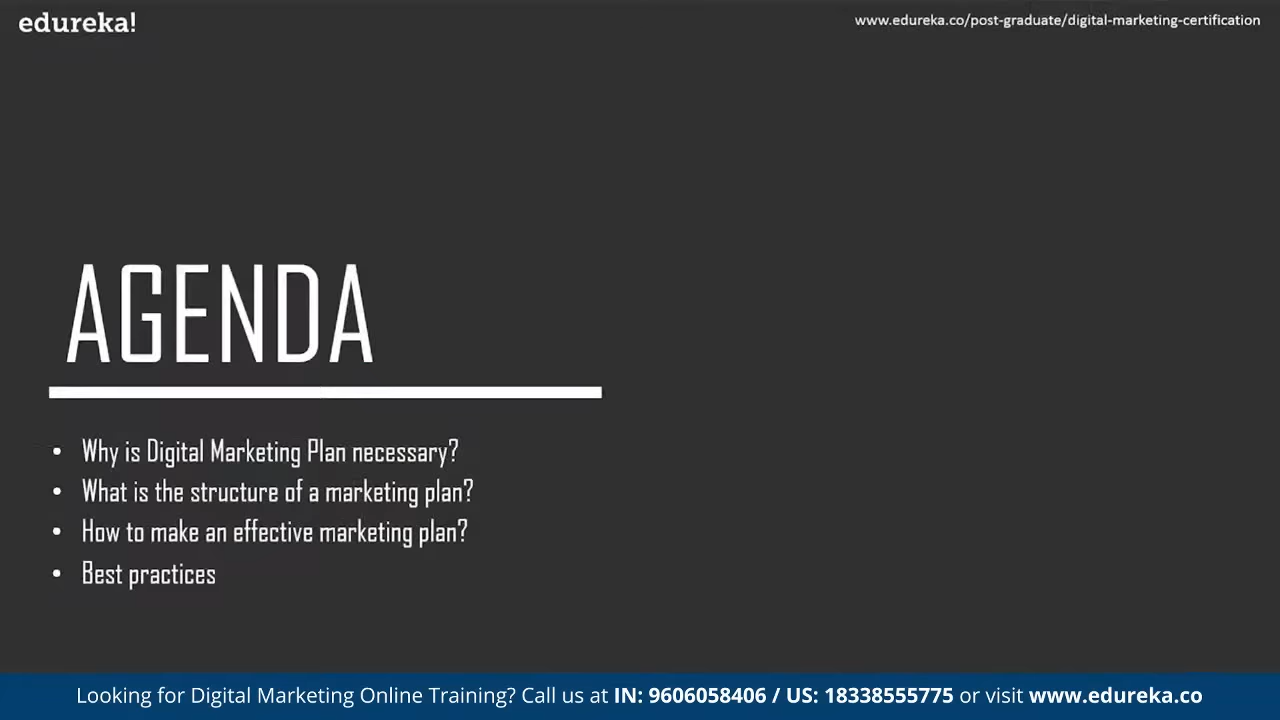 edureka!
www.edureka.co/post-graduate/digital-marketing-certification
AGENDA
• Why is Digital Marketing Plan necessary?
• What is the structure of a marketing plan?
• How to make an effective marketing plan?
• Best practices
Looking for Digital Marketing Online Training? Call us at IN: 9606058406 / US: 18338555775 or visit www.edureka.co